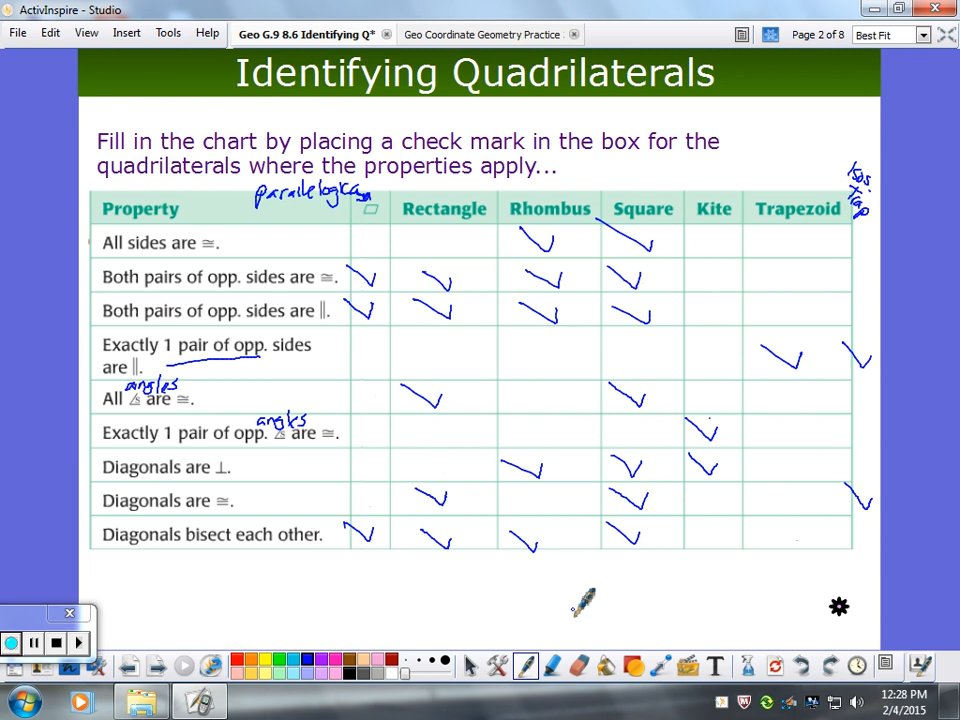 ActivInspire - Studio
File Edit View Insert Tools Help
Geo G.9 8.6 Identifying Q*
Geo Coordinate Geometry Practice
Page 2 of 8
Best Fit
Identifying Quadrilaterals
Fill in the chart by placing a check mark in the box for the
quadrilaterals where the properties apply...
Isos.
trap
Property ▱ Rectangle Rhombus Square Kite Trapezoid
All sides are ≅.
Both pairs of opp. sides are ≅. ✓ ✓ ✓ ✓
Both pairs of opp. sides are ∥. ✓ ✓ ✓ ✓
Exactly 1 pair of opp. sides
are ∥. ✓ ✓
angles
All ∡ are ≅. ✓ ✓
angles
Exactly 1 pair of opp. ∡ are ≅. ✓
Diagonals are ⊥. ✓ ✓ ✓
Diagonals are ≅. ✓ ✓ ✓
Diagonals bisect each other. ✓ ✓ ✓ ✓
12:28 PM
2/4/2015